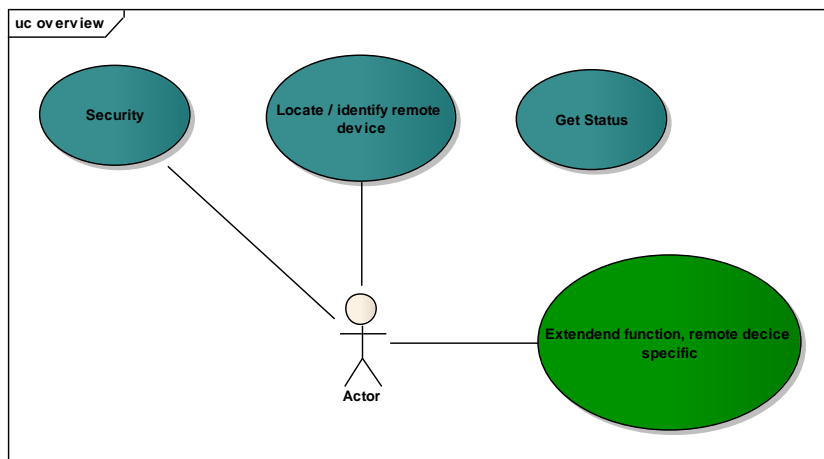 uc overview
Security
Locate / identify remote
device
Get Status
Extendend function, remote decice
specific
Actor